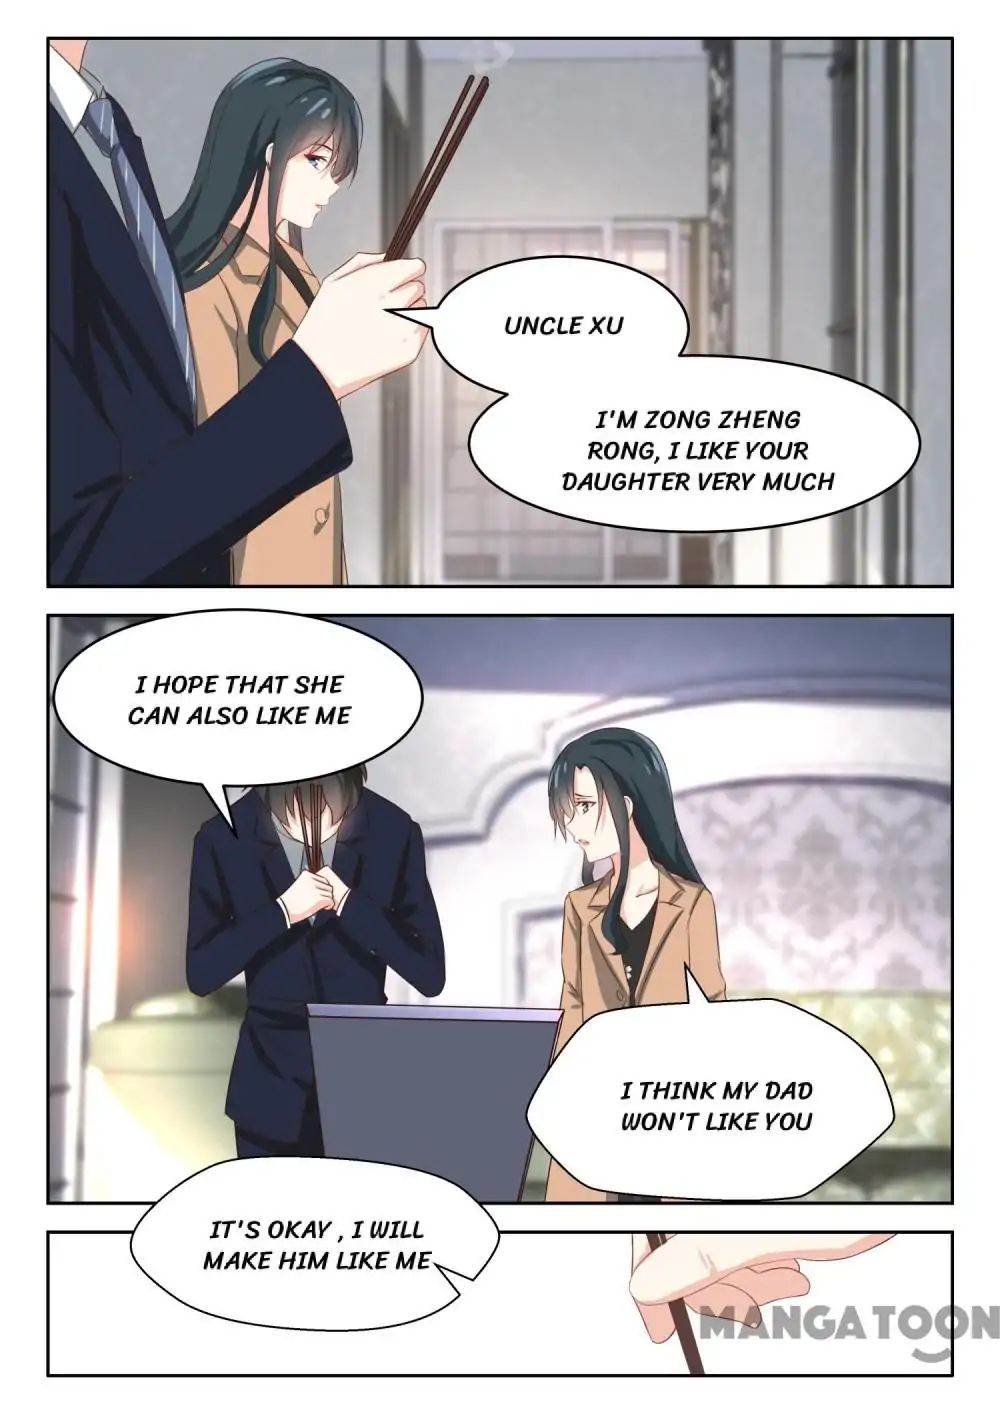 UNCLE XU
I'M ZONG ZHENG
RONG, I LIKE YOUR
DAUGHTER VERY MUCH
I HOPE THAT SHE
CAN ALSO LIKE ME
I THINK MY DAD
WON'T LIKE YOU
IT'S OKAY , I WILL
MAKE HIM LIKE ME
MANGATOON